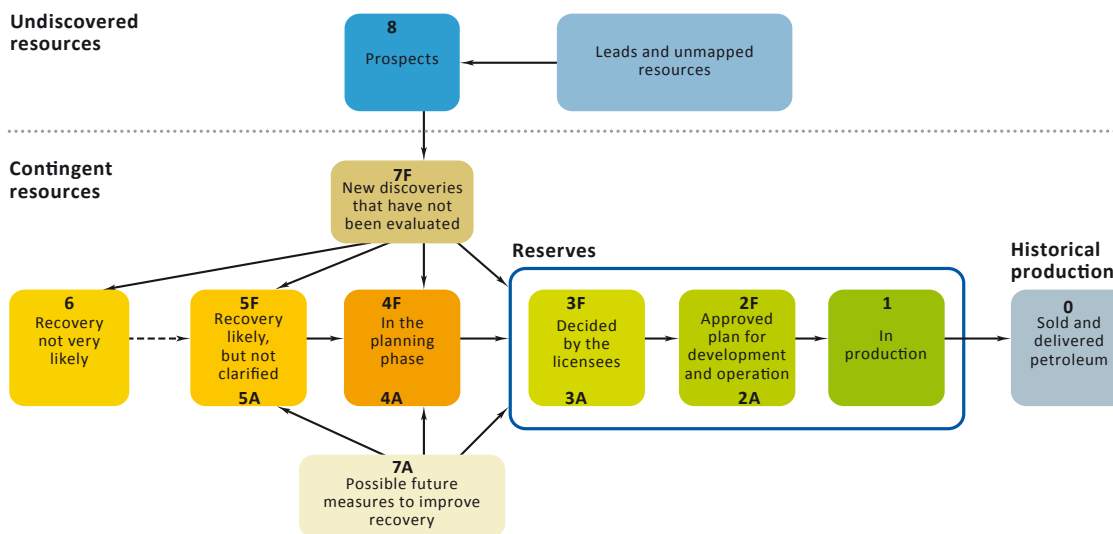 Undiscovered
resources
8
Prospects
Leads and unmapped
resources
Contingent
resources
7F
New discoveries
that have not
been evaluated
Reserves
Historical
production
6
Recovery
not very
likely
5F
Recovery
likely,
but not
clarified
5A
4F
In the
planning
phase
4A
3F
Decided
by the
licensees
3A
2F
Approved
plan for
development
and operation
2A
1
In
production
0
Sold and
delivered
petroleum
7A
Possible future
measures to improve
recovery